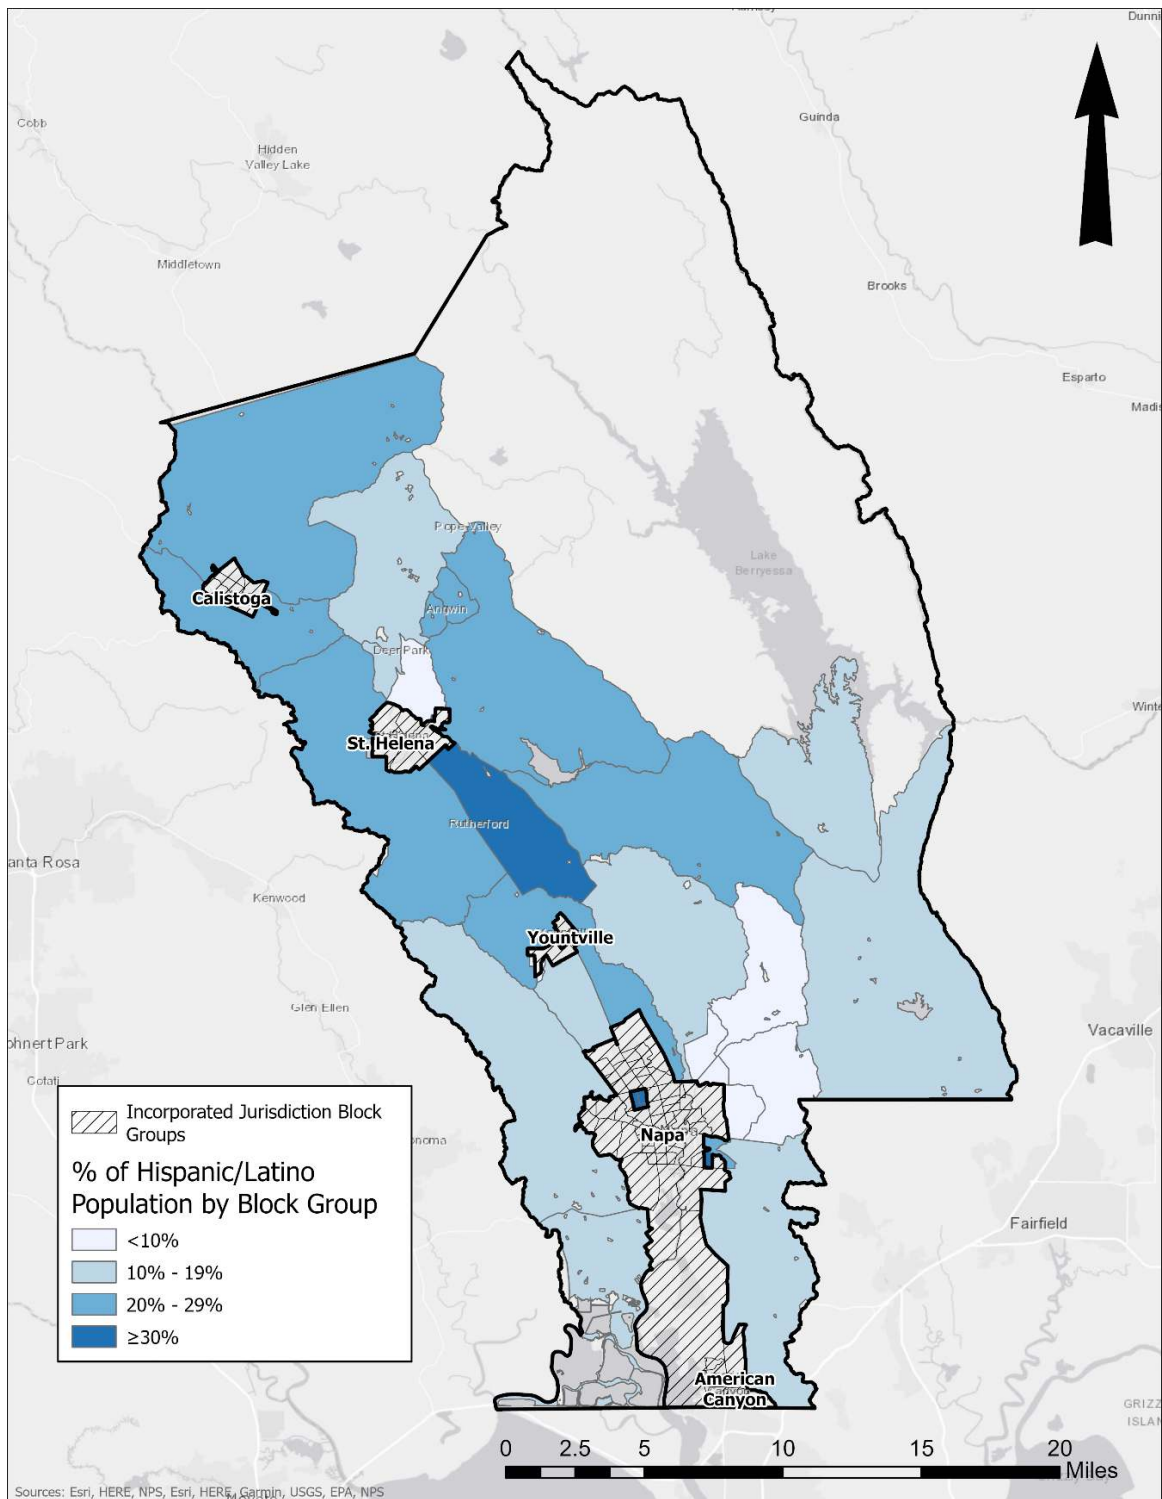 Dunni
Guinda
Cobb
Hidden
Valley Lake
Middletown
Brooks
Esparto
Madis
Pope Valley
Lake
Berryessa
Calistoga
Angwin
Deer Park
Winte
St. Helena
Rutherford
anta Rosa
Kenwood
Yountville
Glen Ellen
ohnert Park
Vacaville
Cotati
Incorporated Jurisdiction Block
Groups
% of Hispanic/Latino
Population by Block Group
<10%
10% - 19%
20% - 29%
≥30%
onoma
Napa
Fairfield
American
Canyon
GRIZZ
ISLAN
0 2.5 5 10 15 20
Miles
Sources: Esri, HERE, NPS, Esri, HERE, Garmin, USGS, EPA, NPS